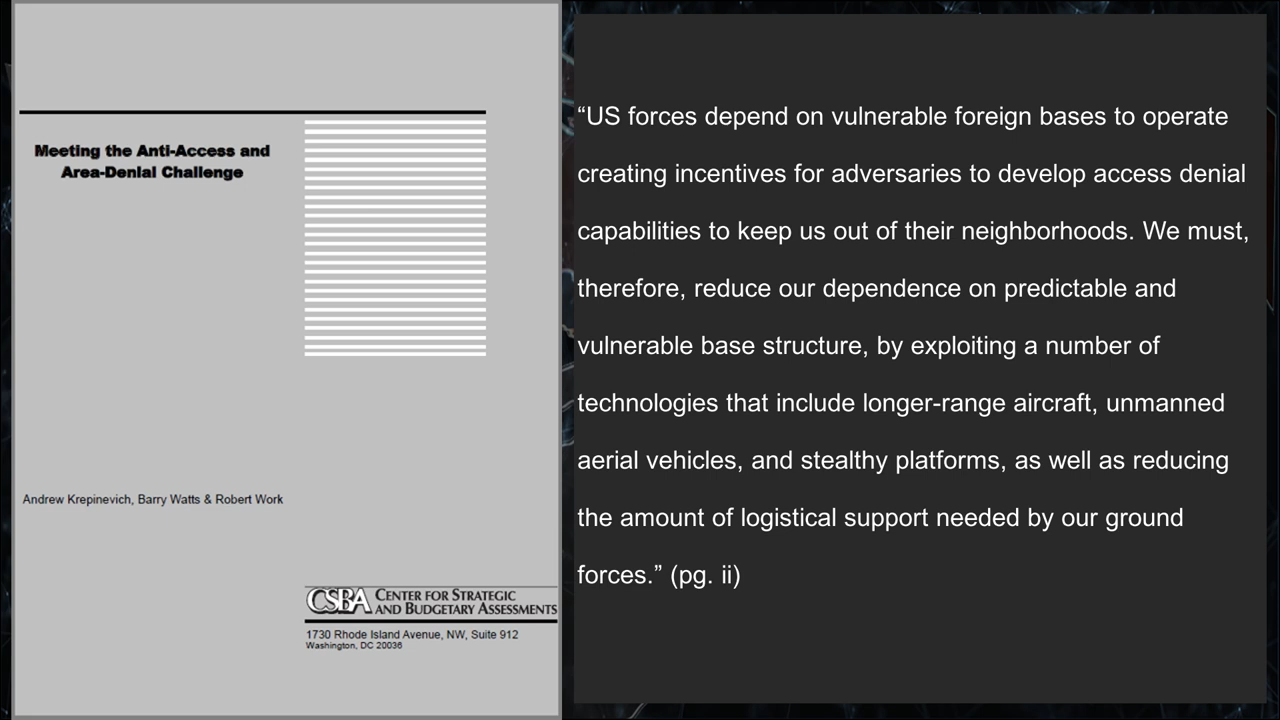 Meeting the Anti-Access and
Area-Denial Challenge
Andrew Krepinevich, Barry Watts & Robert Work
CSBA CENTER FOR STRATEGIC
AND BUDGETARY ASSESSMENTS
1730 Rhode Island Avenue, NW, Suite 912
Washington, DC 20036
“US forces depend on vulnerable foreign bases to operate
creating incentives for adversaries to develop access denial
capabilities to keep us out of their neighborhoods. We must,
therefore, reduce our dependence on predictable and
vulnerable base structure, by exploiting a number of
technologies that include longer-range aircraft, unmanned
aerial vehicles, and stealthy platforms, as well as reducing
the amount of logistical support needed by our ground
forces.” (pg. ii)